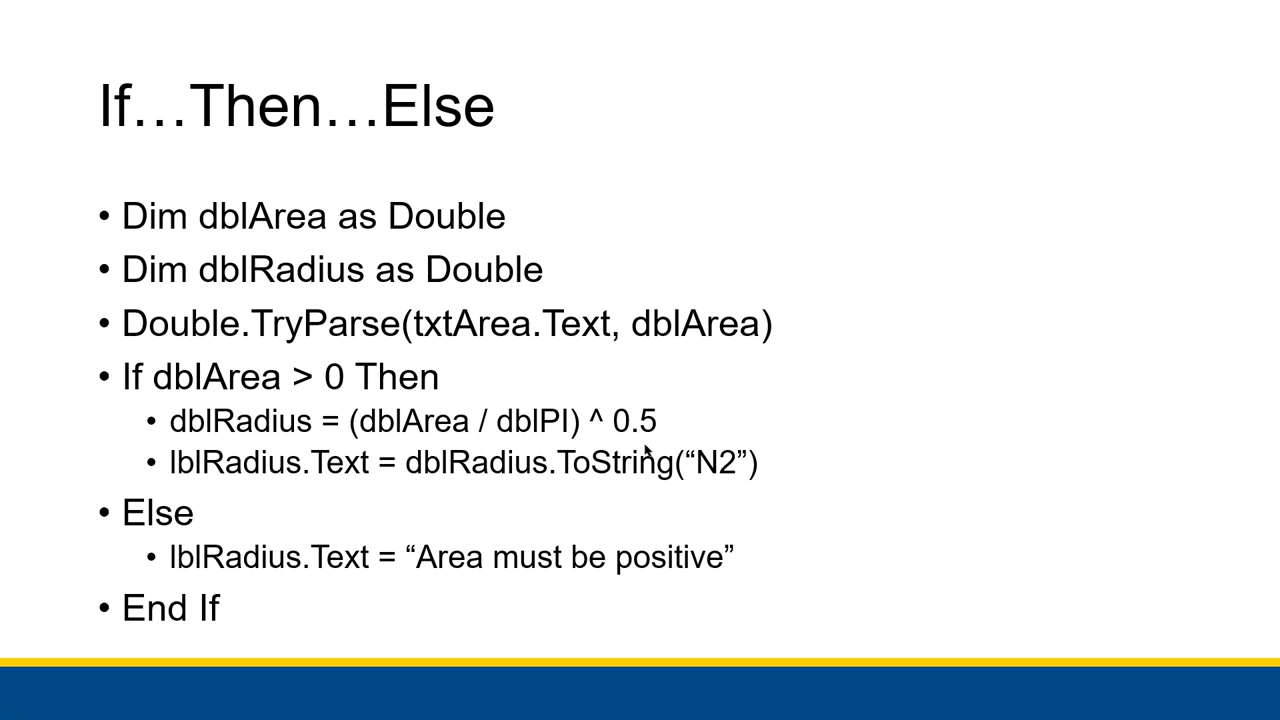 If…Then…Else
• Dim dblArea as Double
• Dim dblRadius as Double
• Double.TryParse(txtArea.Text, dblArea)
• If dblArea > 0 Then
• dblRadius = (dblArea / dblPI) ^ 0.5
• lblRadius.Text = dblRadius.ToString(“N2”)
• Else
• lblRadius.Text = “Area must be positive”
• End If